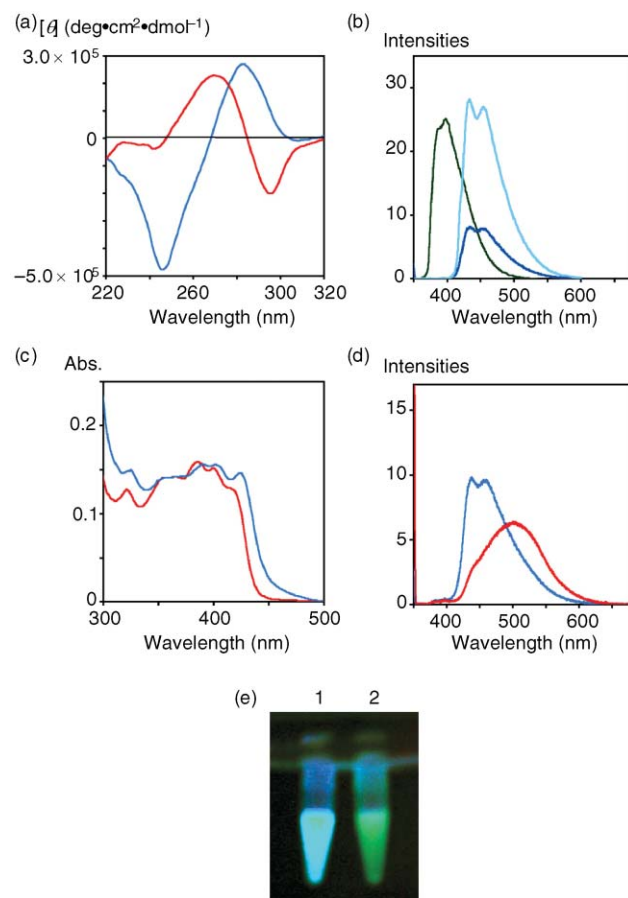 (a) [θ] (deg•cm²•dmol⁻¹)
3.0 × 10⁵
0
−5.0 × 10⁵
220 260 300 320
Wavelength (nm)
(b) Intensities
30
20
10
0
400 500 600
Wavelength (nm)
(c) Abs.
0.2
0.1
0
300 400 500
Wavelength (nm)
(d) Intensities
15
10
5
0
400 500 600
Wavelength (nm)
(e) 1 2